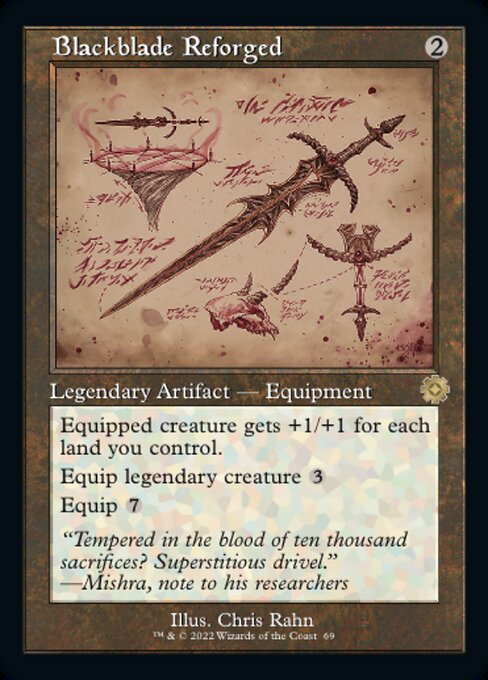 Blackblade Reforged 2
Legendary Artifact — Equipment
Equipped creature gets +1/+1 for each
land you control.
Equip legendary creature 3
Equip 7
“Tempered in the blood of ten thousand
sacrifices? Superstitious drivel.”
—Mishra, note to his researchers
Illus. Chris Rahn
™ & © 2022 Wizards of the Coast 69